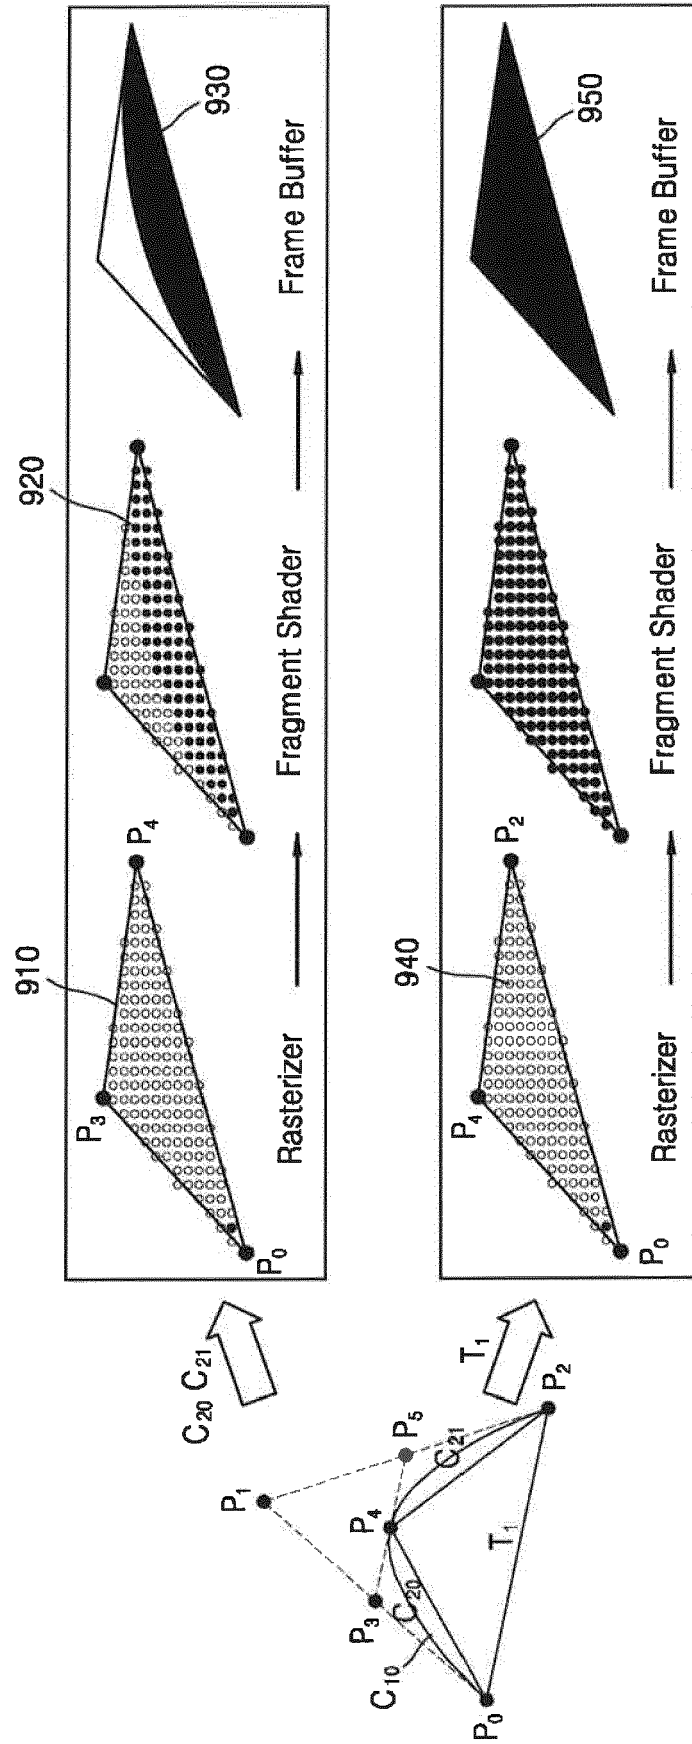 P₁
P₃
P₄
P₅
C₁₀
C₂₀
C₂₁
P₀
T₁
P₂
C₂₀ C₂₁
T₁
910
P₃
P₄
P₀
920
930
Rasterizer
Fragment Shader
Frame Buffer
940
P₄
P₂
P₀
950
Rasterizer
Fragment Shader
Frame Buffer